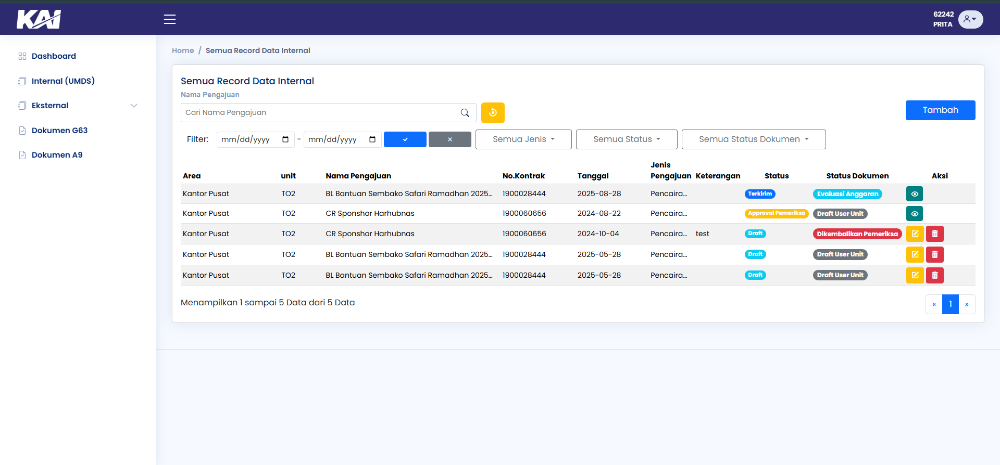 KAI
62242
PRITA
Dashboard
Internal (UMDS)
Eksternal
Dokumen G63
Dokumen A9
Home / Semua Record Data Internal
Semua Record Data Internal
Nama Pengajuan
Cari Nama Pengajuan
Tambah
Filter: mm/dd/yyyy - mm/dd/yyyy Semua Jenis Semua Status Semua Status Dokumen
Area unit Nama Pengajuan No.Kontrak Tanggal Jenis Pengajuan Keterangan Status Status Dokumen Aksi
Kantor Pusat TO2 BL Bantuan Sembako Safari Ramadhan 2025... 1900028444 2025-08-28 Pencaira... Terkirim Evaluasi Anggaran
Kantor Pusat TO2 CR Sponshor Harhubnas 1900060656 2024-08-22 Pencaira... Approval Pemeriksa Draft User Unit
Kantor Pusat TO2 CR Sponshor Harhubnas 1900060656 2024-10-04 Pencaira... test Draft Dikembalikan Pemeriksa
Kantor Pusat TO2 BL Bantuan Sembako Safari Ramadhan 2025... 1900028444 2025-05-28 Pencaira... Draft Draft User Unit
Kantor Pusat TO2 BL Bantuan Sembako Safari Ramadhan 2025... 1900028444 2025-05-28 Pencaira... Draft Draft User Unit
Menampilkan 1 sampai 5 Data dari 5 Data
« 1 »